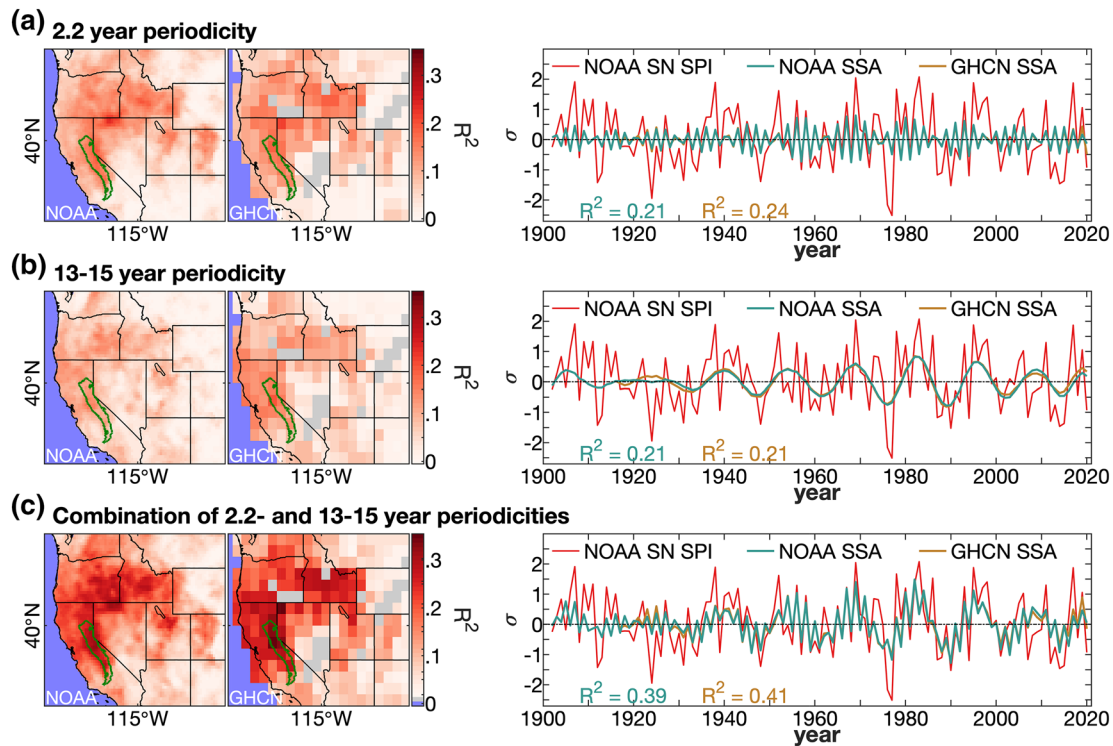 (a) 2.2 year periodicity
.3
.2
.1
0
R²
40°N
NOAA
GHCN
115°W 115°W
NOAA SN SPI NOAA SSA GHCN SSA
2
1
0
-1
-2
σ
R² = 0.21 R² = 0.24
1900 1920 1940 1960 1980 2000 2020
year
(b) 13-15 year periodicity
.3
.2
.1
0
R²
40°N
NOAA
GHCN
115°W 115°W
NOAA SN SPI NOAA SSA GHCN SSA
2
1
0
-1
-2
σ
R² = 0.21 R² = 0.21
1900 1920 1940 1960 1980 2000 2020
year
(c) Combination of 2.2- and 13-15 year periodicities
.3
.2
.1
0
R²
40°N
NOAA
GHCN
115°W 115°W
NOAA SN SPI NOAA SSA GHCN SSA
2
1
0
-1
-2
σ
R² = 0.39 R² = 0.41
1900 1920 1940 1960 1980 2000 2020
year